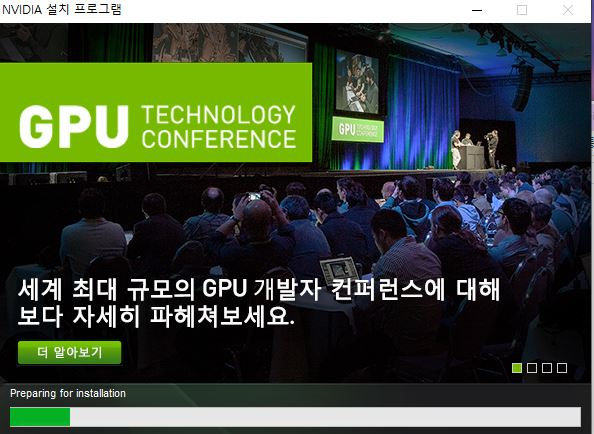 NVIDIA 설치 프로그램
GPU TECHNOLOGY
CONFERENCE
GPU TECHNOLOGY
CONFERENCE
세계 최대 규모의 GPU 개발자 컨퍼런스에 대해
보다 자세히 파헤쳐보세요.
더 알아보기
Preparing for installation